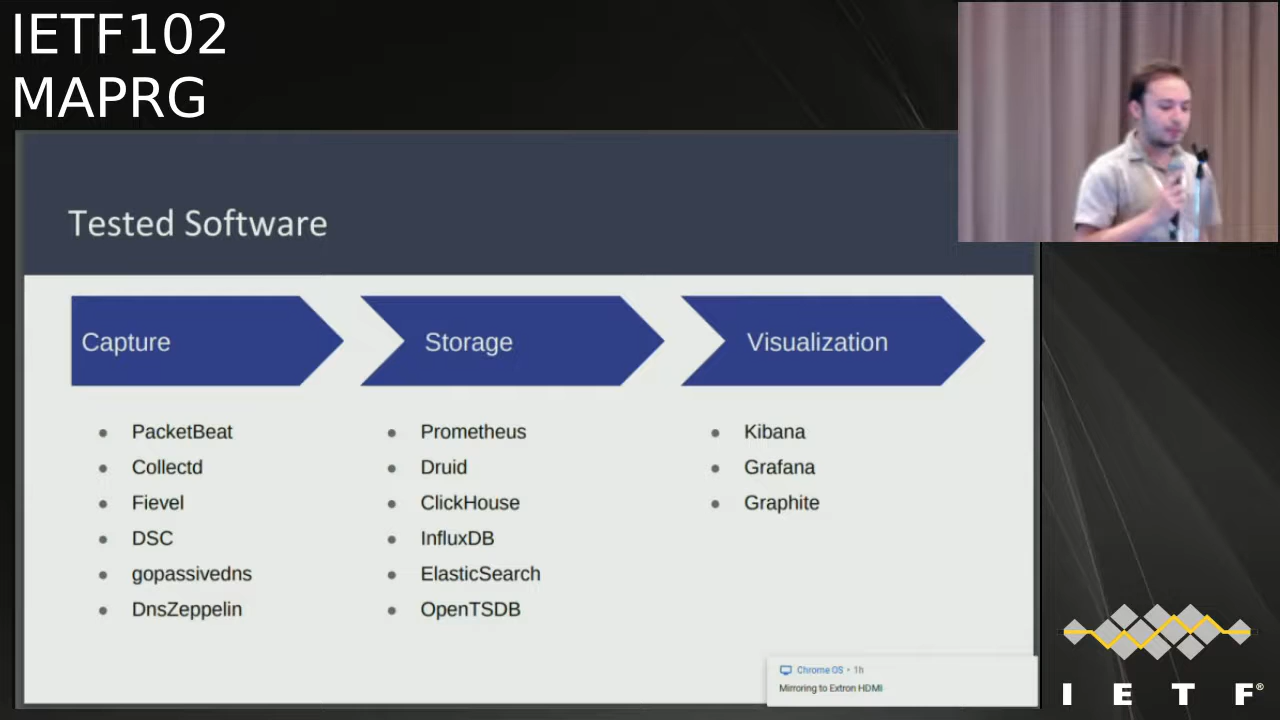 IETF102
MAPRG
Tested Software
Capture
Storage
Visualization
PacketBeat
Collectd
Fievel
DSC
gopassivedns
DnsZeppelin
Prometheus
Druid
ClickHouse
InfluxDB
ElasticSearch
OpenTSDB
Kibana
Grafana
Graphite
Chrome OS • 1h
Mirroring to Extron HDMI
I E T F®